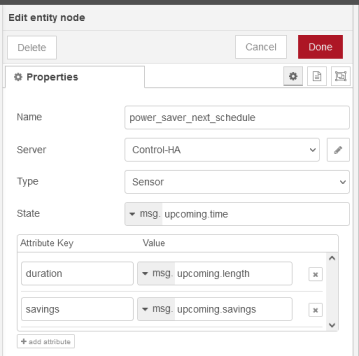 Edit entity node
Delete Cancel Done
Properties
Name power_saver_next_schedule
Server Control-HA
Type Sensor
State msg. upcoming.time
Attribute Key Value
duration msg. upcoming.length
savings msg. upcoming.savings
+ add attribute